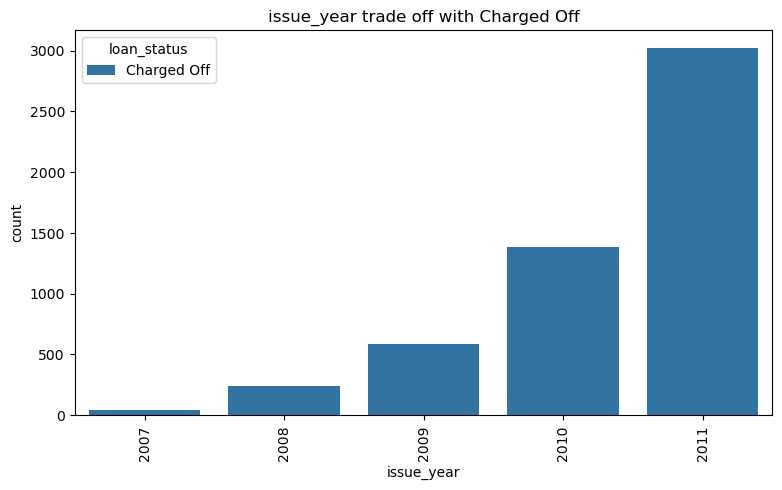 issue_year trade off with Charged Off
loan_status
Charged Off
3000
2500
2000
1500
1000
500
0
count
2007
2008
2009
2010
2011
issue_year